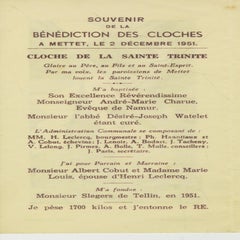 SOUVENIR
DE LA
BÉNÉDICTION DES CLOCHES
A METTET, LE 2 DÉCEMBRE 1951.
CLOCHE DE LA SAINTE TRINITE
Gloire au Père, au Fils et au Saint-Esprit.
Par ma voix, les paroissiens de Mettet
louent la Sainte Trinité.
M'a baptisée :
Son Excellence Révérendissime
Monseigneur André-Marie Charue,
Evêque de Namur.
Monsieur l'abbé Désiré-Joseph Watelet
étant curé.
L'Administration Communale se composant de :
MM. H. Leclercq, bourgmestre; Ph. et
A. Cobut, échevins; J. Lenoir, A. Bodart, J. Tacheny,
V. Leleng, J. Pirmez, A. Bolle, T. Malfe, conseillers;
J. Paris, secrétaire.
J'ai pour Parrain et Marraine :
Monsieur Albert Cobut et Madame Marie
Louis, épouse d'Henri Leclercq.
M'a fondue :
Monsieur Slegers de Tellin, en 1951.
Je pèse 1700 kilos et j'entonne le RE.